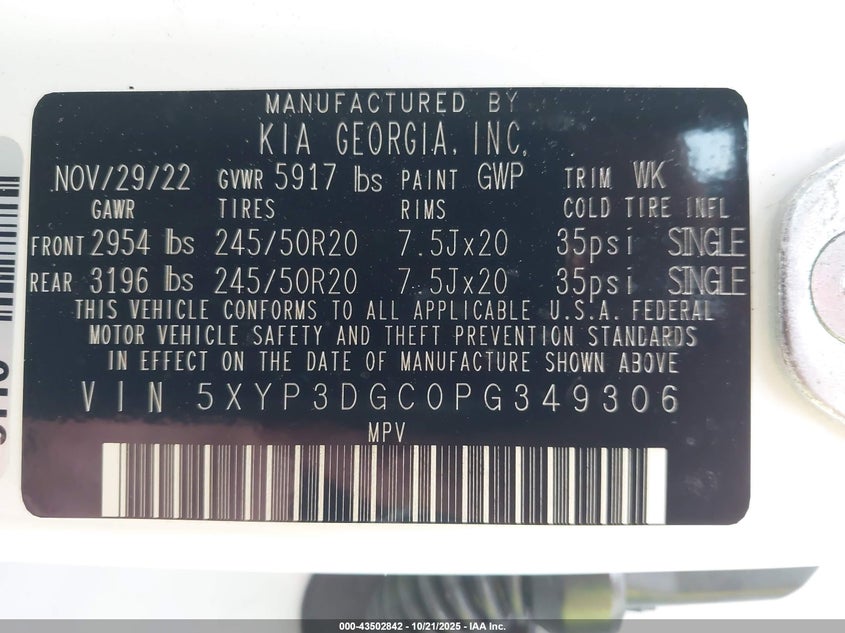 MANUFACTURED BY
KIA GEORGIA, INC.
NOV/29/22 GVWR 5917 lbs PAINT GWP TRIM WK
GAWR TIRES RIMS COLD TIRE INFL
FRONT 2954 lbs 245/50R20 7.5Jx20 35psi SINGLE
REAR 3196 lbs 245/50R20 7.5Jx20 35psi SINGLE
THIS VEHICLE CONFORMS TO ALL APPLICABLE U.S.A. FEDERAL
MOTOR VEHICLE SAFETY AND THEFT PREVENTION STANDARDS
IN EFFECT ON THE DATE OF MANUFACTURE SHOWN ABOVE
VIN 5XYP3DGC0PG349306
MPV
000-43502842 | 10/21/2025 - IAA Inc.